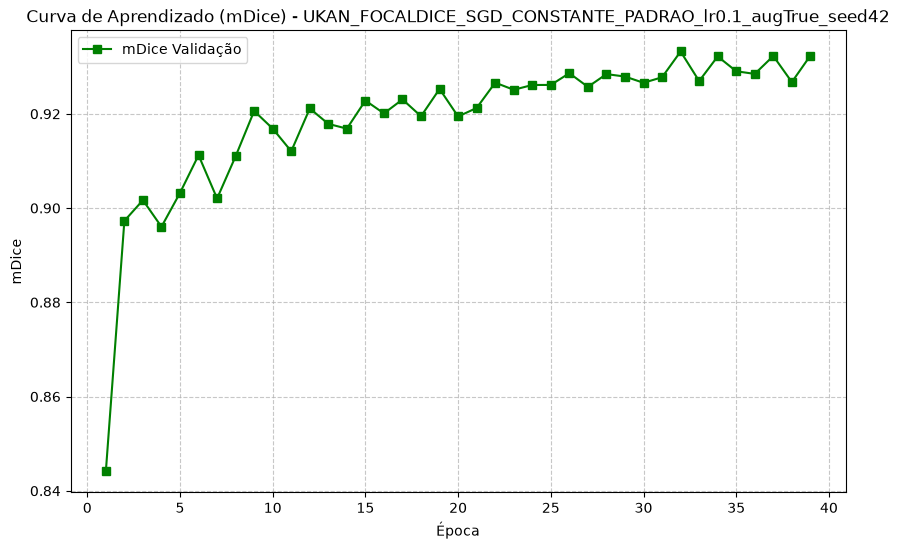 Curva de Aprendizado (mDice) - UKAN_FOCALDICE_SGD_CONSTANTE_PADRAO_lr0.1_augTrue_seed42
mDice Validação
0.92
0.90
0.88
0.86
0.84
mDice
0 5 10 15 20 25 30 35 40
Época